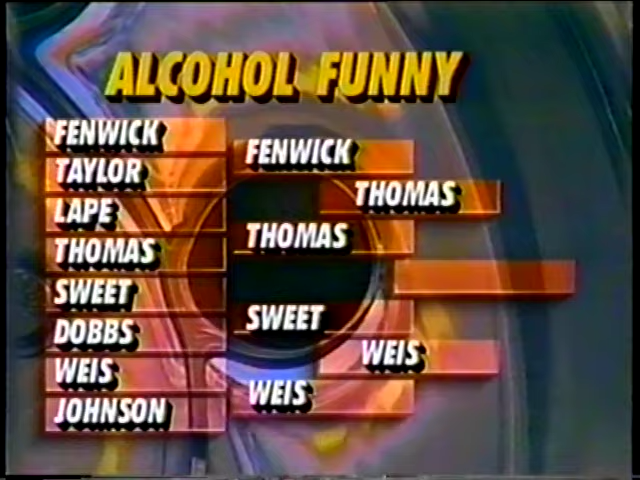 ALCOHOL FUNNY
FENWICK
TAYLOR
LAPE
THOMAS
SWEET
DOBBS
WEIS
JOHNSON
FENWICK
THOMAS
SWEET
WEIS
THOMAS
WEIS